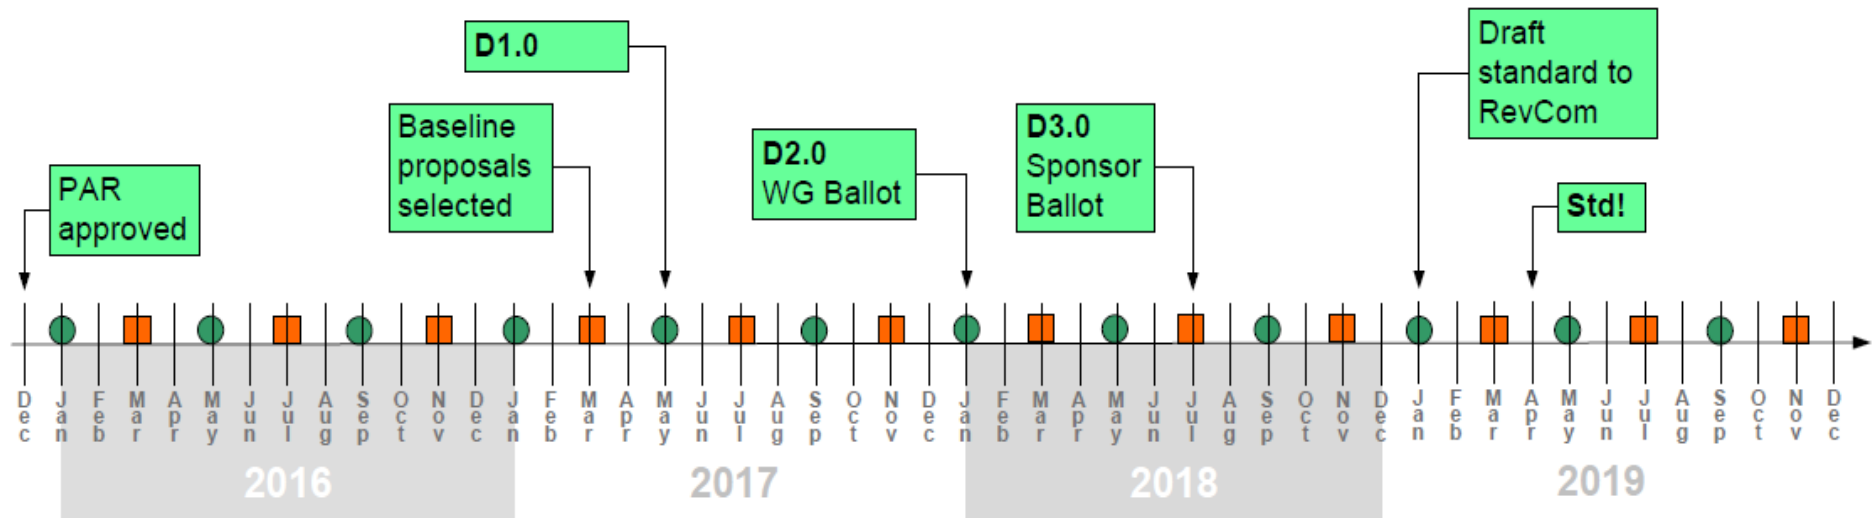 D1.0
Draft
standard to
RevCom
Baseline
proposals
selected
D2.0
WG Ballot
D3.0
Sponsor
Ballot
PAR
approved
Std!
Dec Jan Feb Mar Apr May Jun Jul Aug Sep Oct Nov Dec Jan Feb Mar Apr May Jun Jul Aug Sep Oct Nov Dec Jan Feb Mar Apr May Jun Jul Aug Sep Oct Nov Dec Jan Feb Mar Apr May Jun Jul Aug Sep Oct Nov Dec
2016 2017 2018 2019